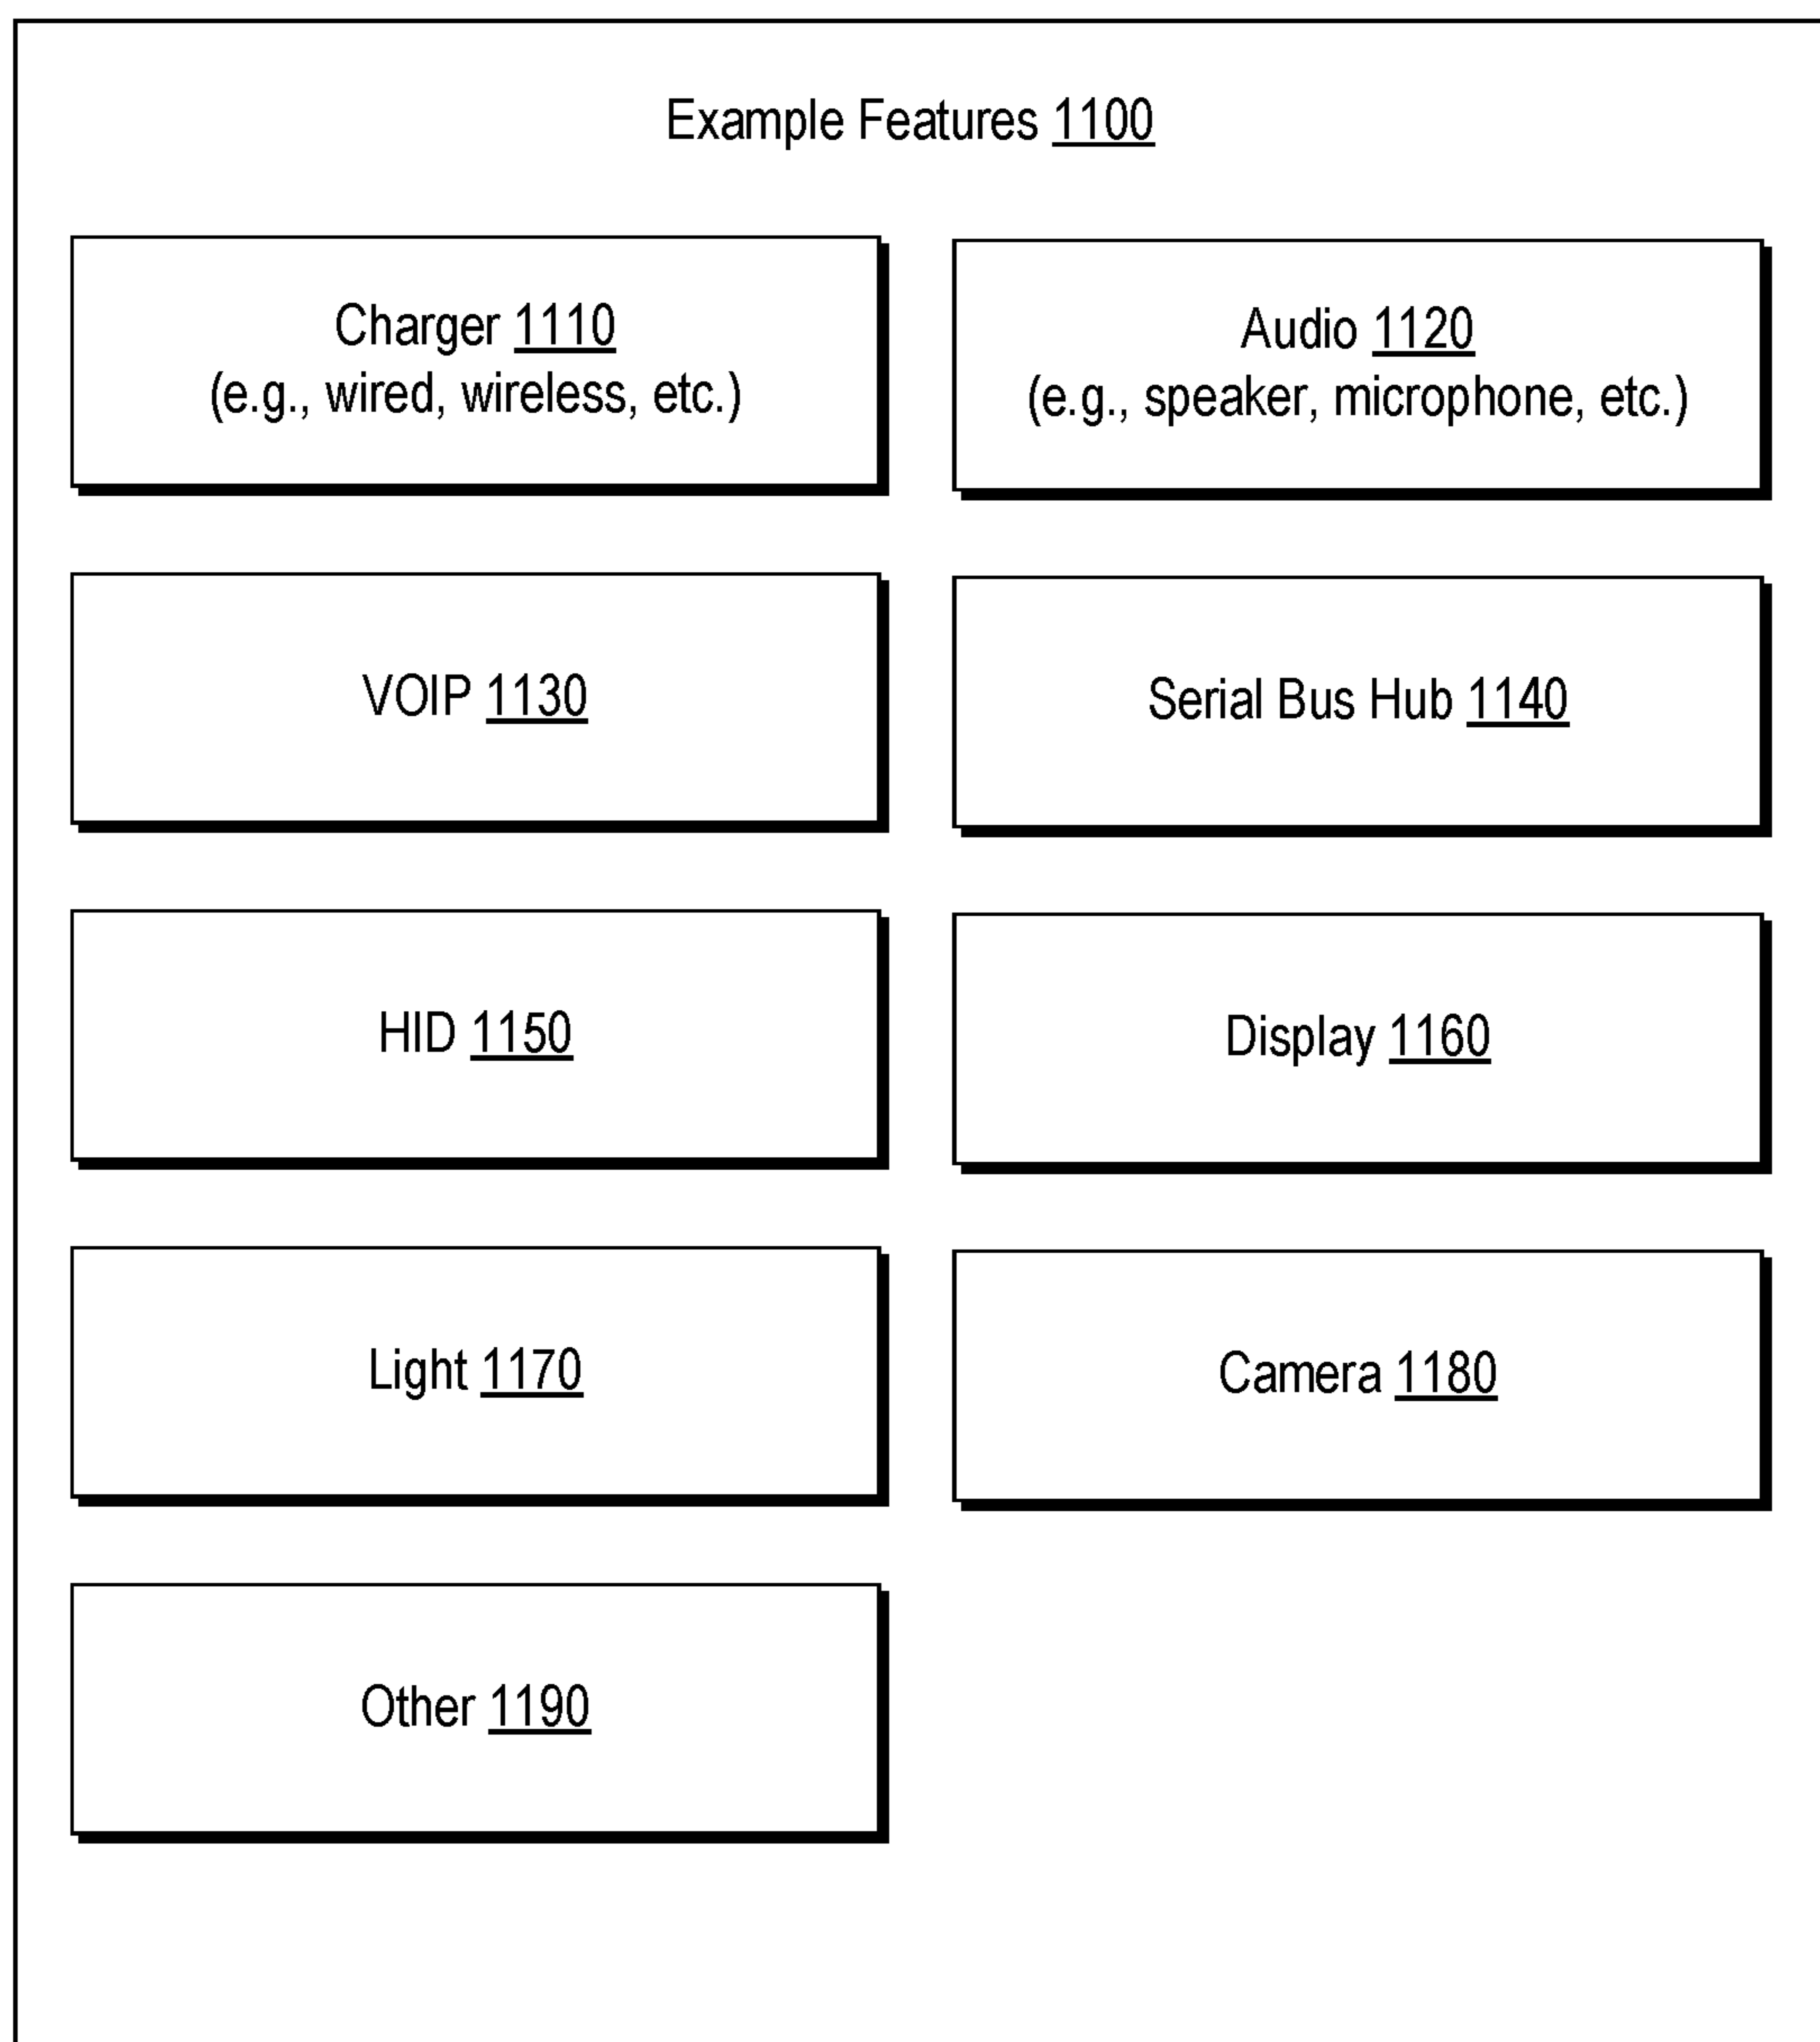 Example Features 1100
Charger 1110
(e.g., wired, wireless, etc.)
Audio 1120
(e.g., speaker, microphone, etc.)
VOIP 1130
Serial Bus Hub 1140
HID 1150
Display 1160
Light 1170
Camera 1180
Other 1190